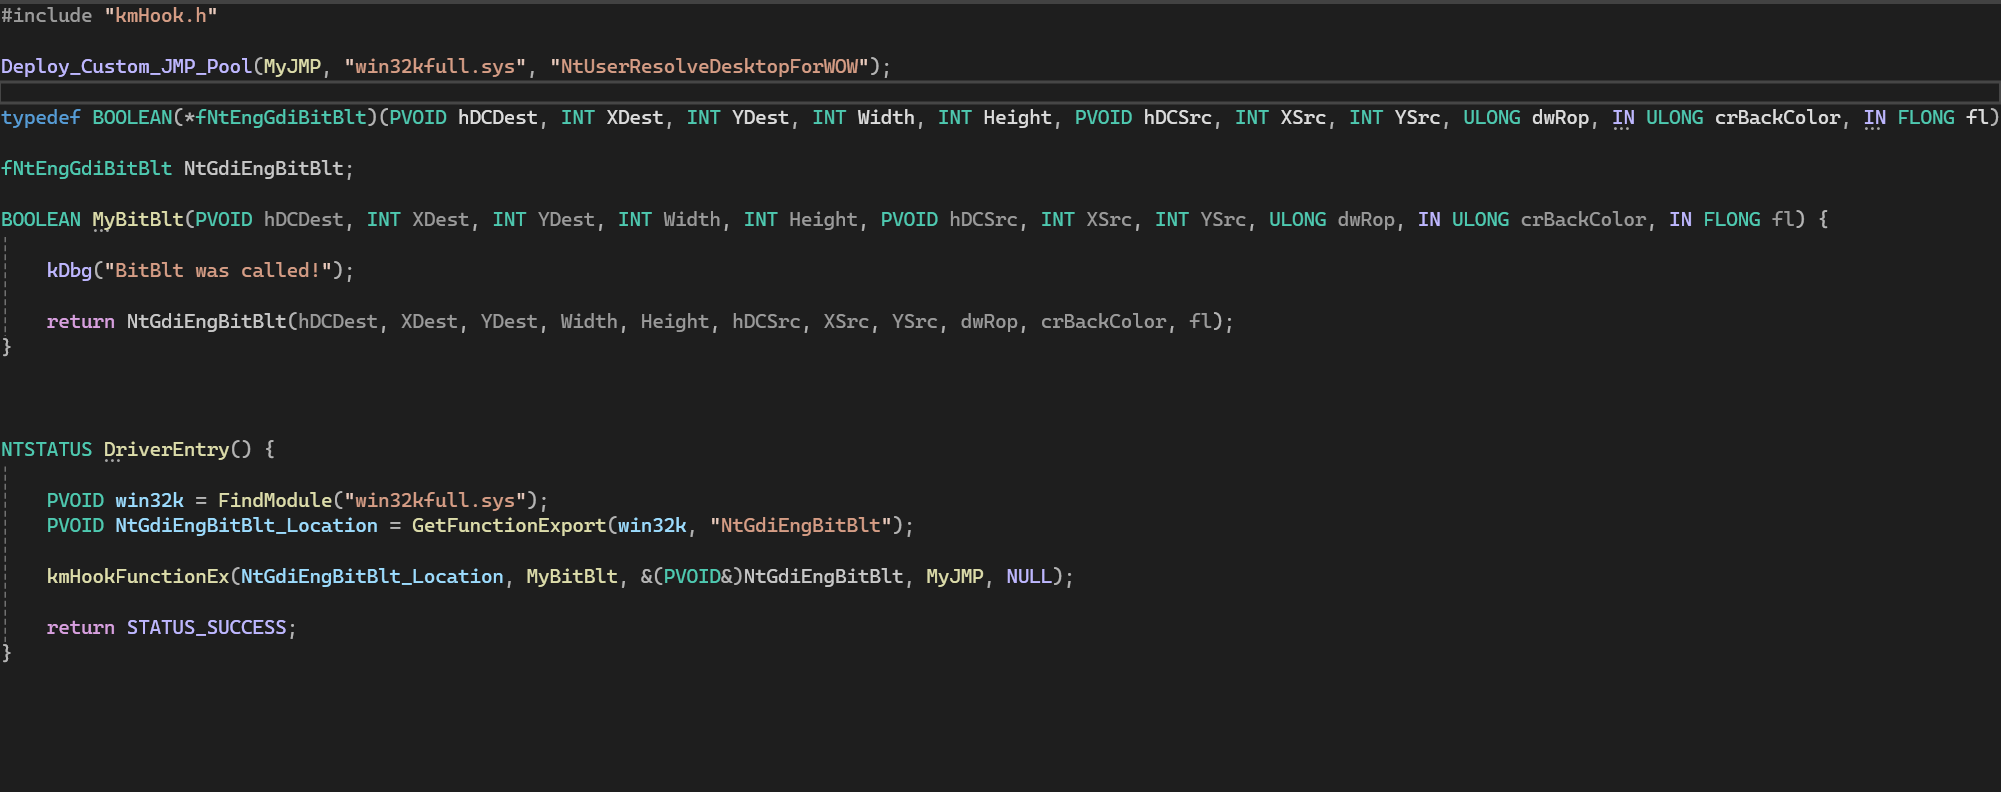 #include "kmHook.h"
Deploy_Custom_JMP_Pool(MyJMP, "win32kfull.sys", "NtUserResolveDesktopForWOW");
typedef BOOLEAN(*fNtEngGdiBitBlt)(PVOID hDCDest, INT XDest, INT YDest, INT Width, INT Height, PVOID hDCSrc, INT XSrc, INT YSrc, ULONG dwRop, IN ULONG crBackColor, IN FLONG fl)
fNtEngGdiBitBlt NtGdiEngBitBlt;
BOOLEAN MyBitBlt(PVOID hDCDest, INT XDest, INT YDest, INT Width, INT Height, PVOID hDCSrc, INT XSrc, INT YSrc, ULONG dwRop, IN ULONG crBackColor, IN FLONG fl) {
kDbg("BitBlt was called!");
return NtGdiEngBitBlt(hDCDest, XDest, YDest, Width, Height, hDCSrc, XSrc, YSrc, dwRop, crBackColor, fl);
}
NTSTATUS DriverEntry() {
PVOID win32k = FindModule("win32kfull.sys");
PVOID NtGdiEngBitBlt_Location = GetFunctionExport(win32k, "NtGdiEngBitBlt");
kmHookFunctionEx(NtGdiEngBitBlt_Location, MyBitBlt, &(PVOID&)NtGdiEngBitBlt, MyJMP, NULL);
return STATUS_SUCCESS;
}